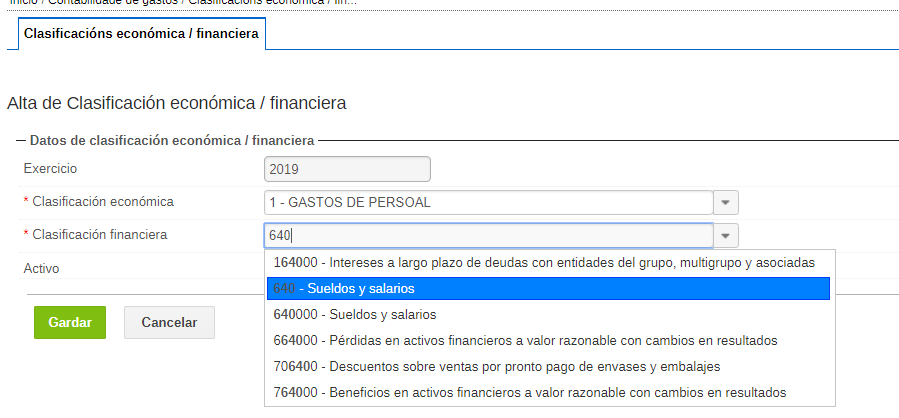 Inicio / Contabilidade de gastos / Clasificacións económica / fin...
Clasificacións económica / financiera
Alta de Clasificación económica / financiera
Datos de clasificación económica / financiera
Exercicio 2019
* Clasificación económica 1 - GASTOS DE PERSOAL
* Clasificación financiera 640
164000 - Intereses a largo plazo de deudas con entidades del grupo, multigrupo y asociadas
Activo
640 - Sueldos y salarios
640000 - Sueldos y salarios
Gardar Cancelar
664000 - Pérdidas en activos financieros a valor razonable con cambios en resultados
706400 - Descuentos sobre ventas por pronto pago de envases y embalajes
764000 - Beneficios en activos financieros a valor razonable con cambios en resultados